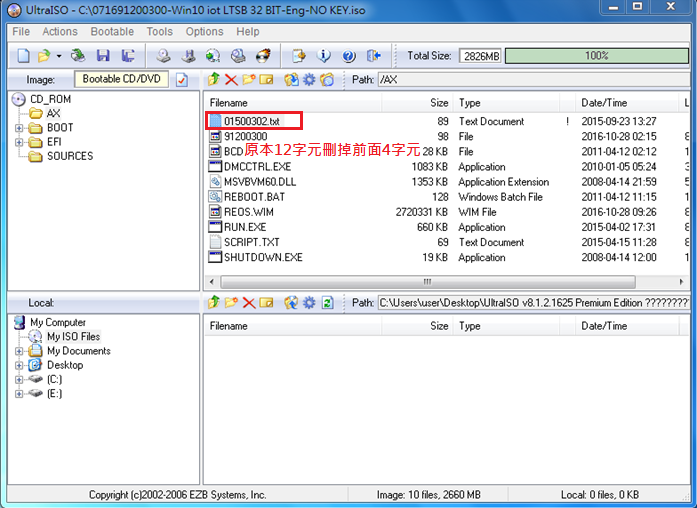 UltraISO - C:\071691200300-Win10 iot LTSB 32 BIT-Eng-NO KEY.iso
File Actions Bootable Tools Options Help
Total Size: 2826MB 100%
Image: Bootable CD/DVD Path: /AX
CD_ROM
AX
BOOT
EFI
SOURCES
Filename Size Type Date/Time
01500302.txt 89 Text Document ! 2015-09-23 13:27
91200300 98 File 2016-10-28 02:15 8
BCD 原本12字元刪掉前面4字元 28 KB File 2011-04-12 02:12 1
DMCCTRL.EXE 1083 KB Application 2010-01-05 05:24 3
MSVBVM60.DLL 1353 KB Application Extension 2008-04-14 21:59 5
REBOOT.BAT 128 Windows Batch File 2011-04-12 11:15
REOS.WIM 2720331 KB WIM File 2016-10-28 09:26 8
RUN.EXE 660 KB Application 2015-04-02 17:31
SCRIPT.TXT 69 Text Document 2015-04-15 11:28
SHUTDOWN.EXE 19 KB Application 2008-04-14 12:00
Local: Path: C:\Users\user\Desktop\UltraISO v8.1.2.1625 Premium Edition ????????
My Computer
My ISO Files
My Documents
Desktop
(C:)
(E:)
Filename Size Type Date/Time
Copyright (c)2002-2006 EZB Systems, Inc. Image: 10 files, 2660 MB Local: 0 files, 0 KB